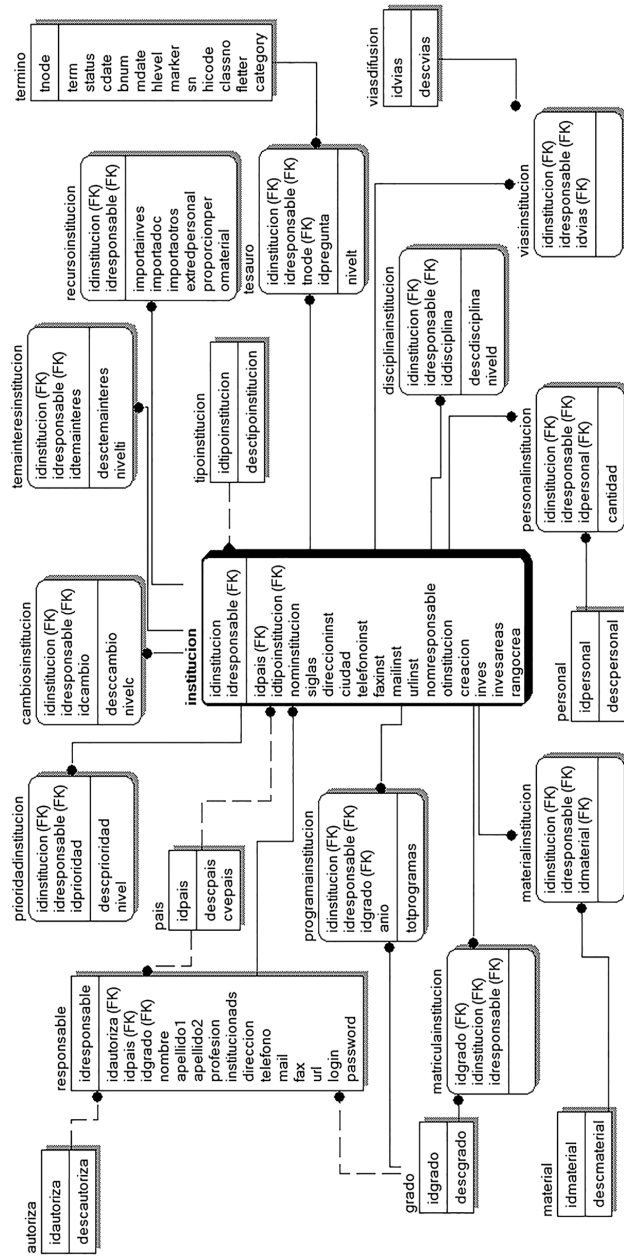 autoriza
idautoriza
descautoriza
responsable
idresponsable
idautoriza (FK)
idpais (FK)
idgrado (FK)
nombre
apellido1
apellido2
profesion
institucionads
direccion
telefono
mail
fax
url
login
password
grado
idgrado
descgrado
material
idmaterial
descmaterial
prioridadinstitucion
idinstitucion (FK)
idresponsable (FK)
idprioridad
descprioridad
nivel
pais
idpais
descpais
cvepais
programainstitucion
idinstitucion (FK)
idresponsable (FK)
idgrado (FK)
anio
totprogramas
matriculainstitucion
idgrado (FK)
idinstitucion (FK)
idresponsable (FK)
materialinstitucion
idinstitucion (FK)
idresponsable (FK)
idmaterial (FK)
cambiosinstitucion
idinstitucion (FK)
idresponsable (FK)
idcambio
desccambio
nivelc
institucion
idinstitucion
idresponsable (FK)
idpais (FK)
idtipoinstitucion (FK)
nominstitucion
siglas
direccioninst
ciudad
telefonoinst
faxinst
mailinst
urlinst
nomresponsable
otinstitucion
creacion
inves
invesareas
rangocrea
personal
idpersonal
descpersonal
temainteresinstitucion
idinstitucion (FK)
idresponsable (FK)
idtemainteres
desctemainteres
nivelti
tipoinstitucion
idtipoinstitucion
desctipoinstitucion
disciplinainstitucion
idinstitucion (FK)
idresponsable (FK)
iddisciplina
descdisciplina
niveld
personalinstitucion
idinstitucion (FK)
idresponsable (FK)
idpersonal (FK)
cantidad
recursoinstitucion
idinstitucion (FK)
idresponsable (FK)
importainves
importadoc
importaotros
extredpersonal
proporcionper
omaterial
tesauro
idinstitucion (FK)
idresponsable (FK)
tnode (FK)
idpregunta
nivelt
viasinstitucion
idinstitucion (FK)
idresponsable (FK)
idvias (FK)
termino
tnode
term
status
cdate
bnum
mdate
hlevel
marker
sn
hicode
classno
fletter
category
viasdifusion
idvias
descvias